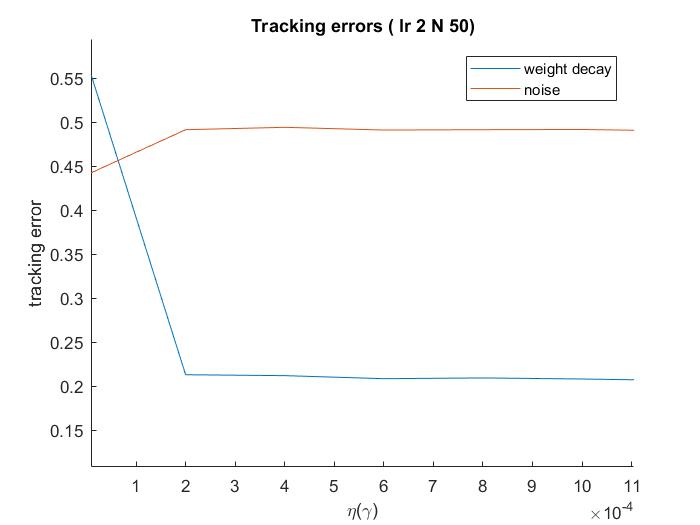 Tracking errors ( lr 2 N 50)
weight decay
noise
0.55
0.5
0.45
0.4
0.35
0.3
0.25
0.2
0.15
tracking error
1 2 3 4 5 6 7 8 9 10 11
η(γ)
×10⁻⁴